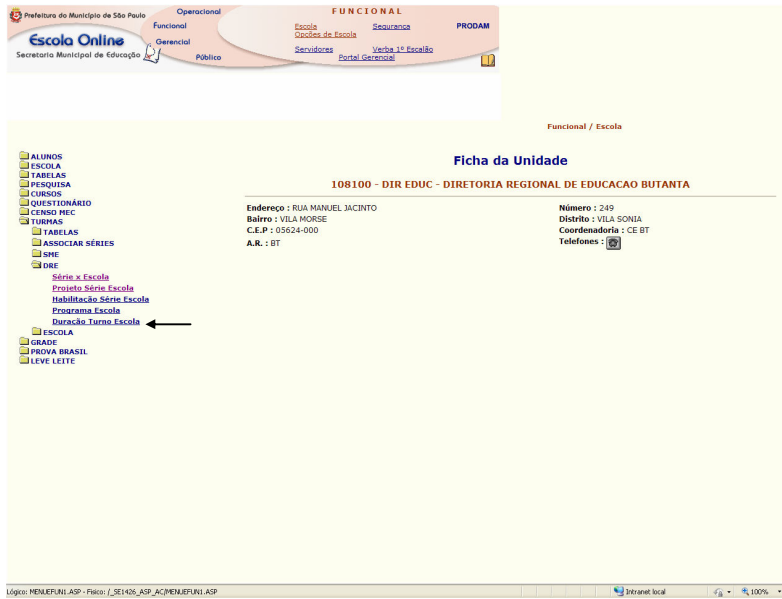 Prefeitura do Município de São Paulo
Escola Online
Secretaria Municipal de Educação
Operacional
Funcional
Gerencial
Público
FUNCIONAL
Escola Segurança PRODAM
Opções de Escola
Servidores Verba 1º Escalão
Portal Gerencial
Funcional / Escola
ALUNOS
ESCOLA
TABELAS
PESQUISA
CURSOS
QUESTIONÁRIO
CENSO MEC
TURMAS
TABELAS
ASSOCIAR SÉRIES
SME
DRE
Série x Escola
Projeto Série Escola
Habilitacão Série Escola
Programa Escola
Duracão Turno Escola
ESCOLA
GRADE
PROVA BRASIL
LEVE LEITE
Ficha da Unidade
108100 - DIR EDUC - DIRETORIA REGIONAL DE EDUCACAO BUTANTA
Endereço : RUA MANUEL JACINTO Número : 249
Bairro : VILA MORSE Distrito : VILA SONIA
C.E.P : 05624-000 Coordenadoria : CE BT
A.R. : BT Telefones :
Lógico: MENUEFUN1.ASP - Fisico: /_SE1426_ASP_AC/MENUEFUN1.ASP Intranet local 100%